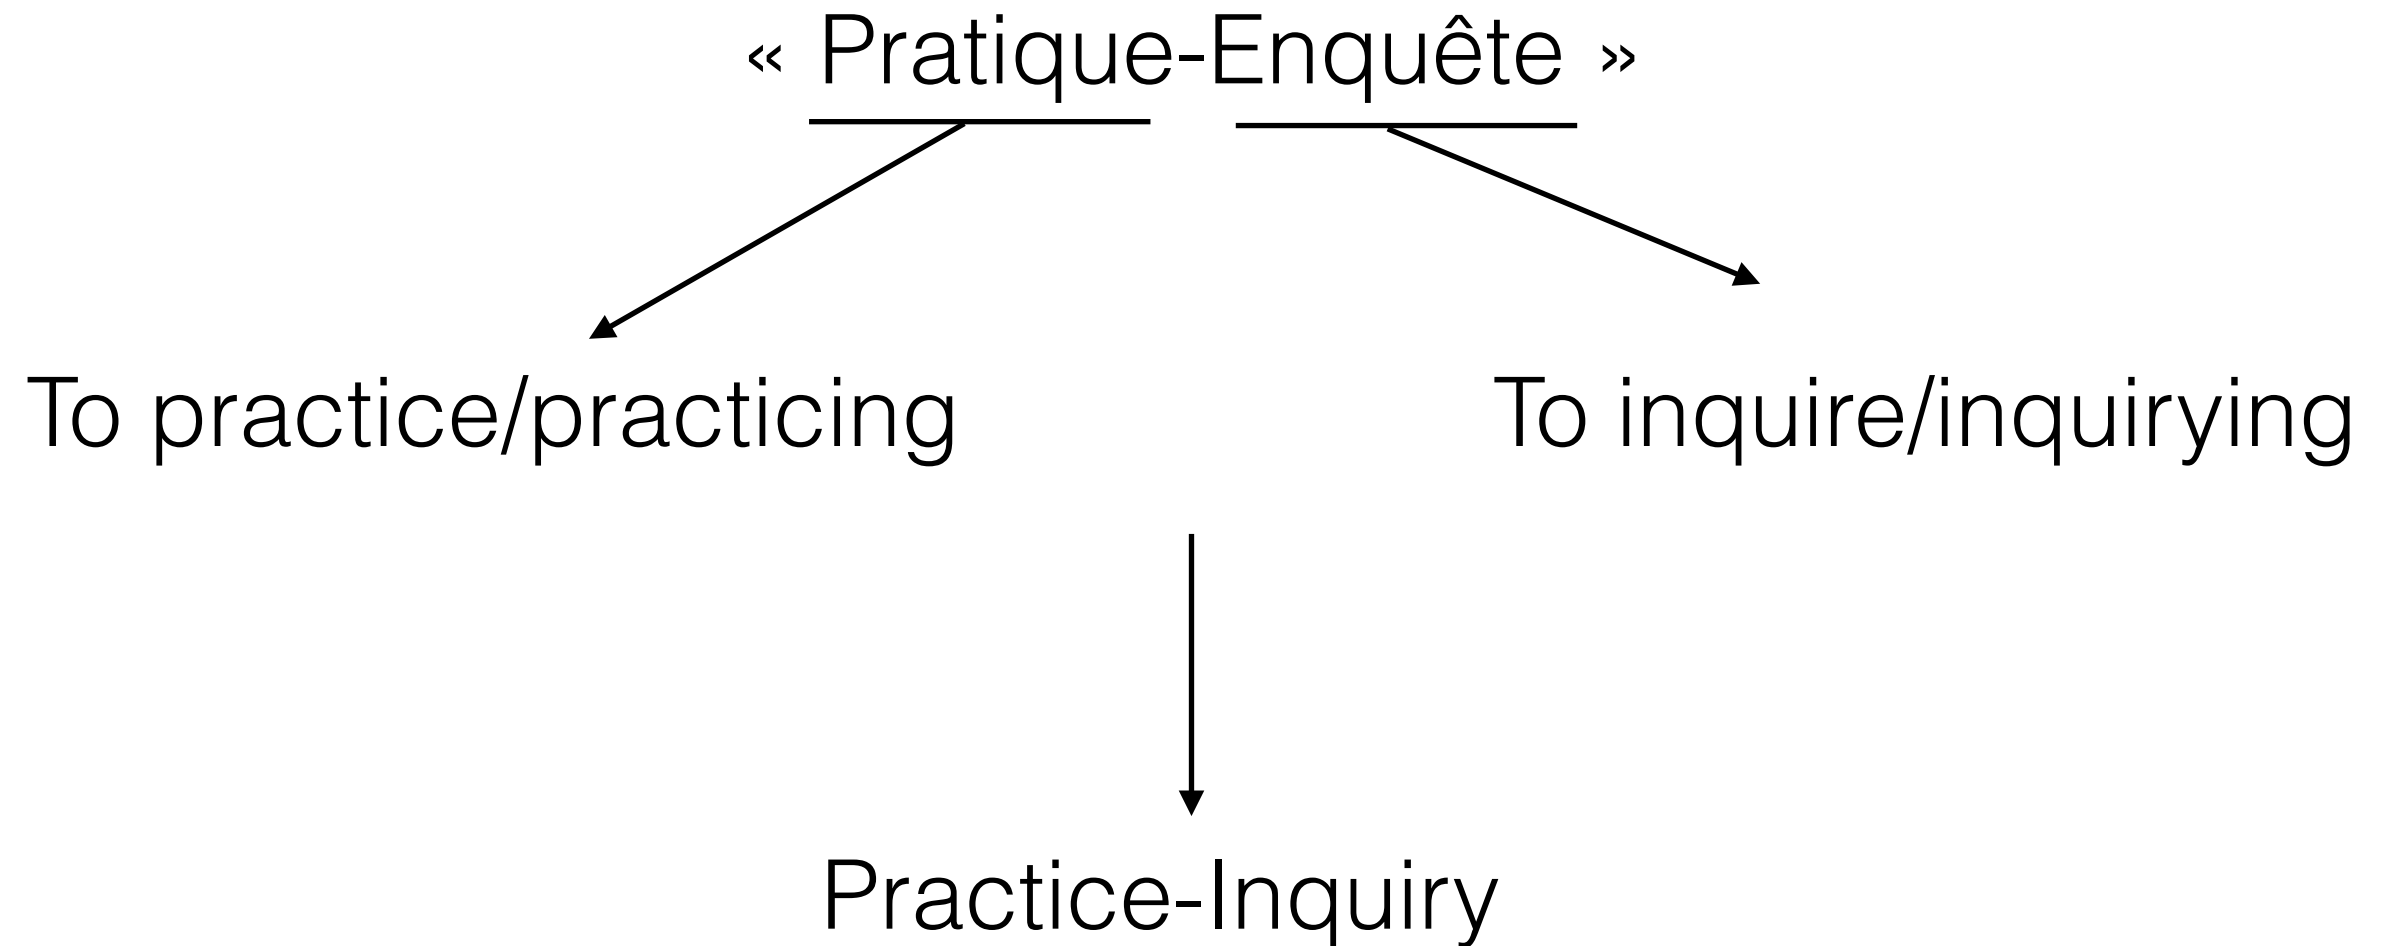 « Pratique-Enquête »
To practice/practicing
To inquire/inquirying
Practice-Inquiry